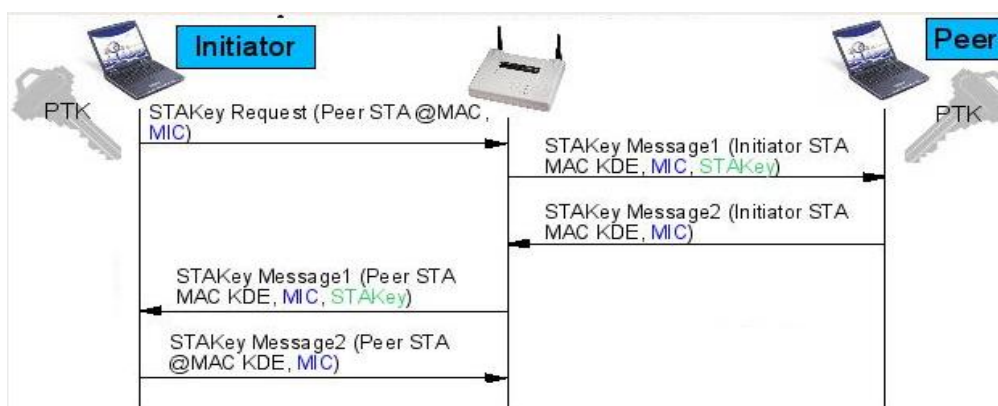 Initiator
Peer
PTK
PTK
STAKey Request (Peer STA @MAC,
MIC)
STAKey Message1 (Initiator STA
MAC KDE, MIC, STAKey)
STAKey Message2 (Initiator STA
MAC KDE, MIC)
STAKey Message1 (Peer STA
MAC KDE, MIC, STAKey)
STAKey Message2 (Peer STA
@MAC KDE, MIC)